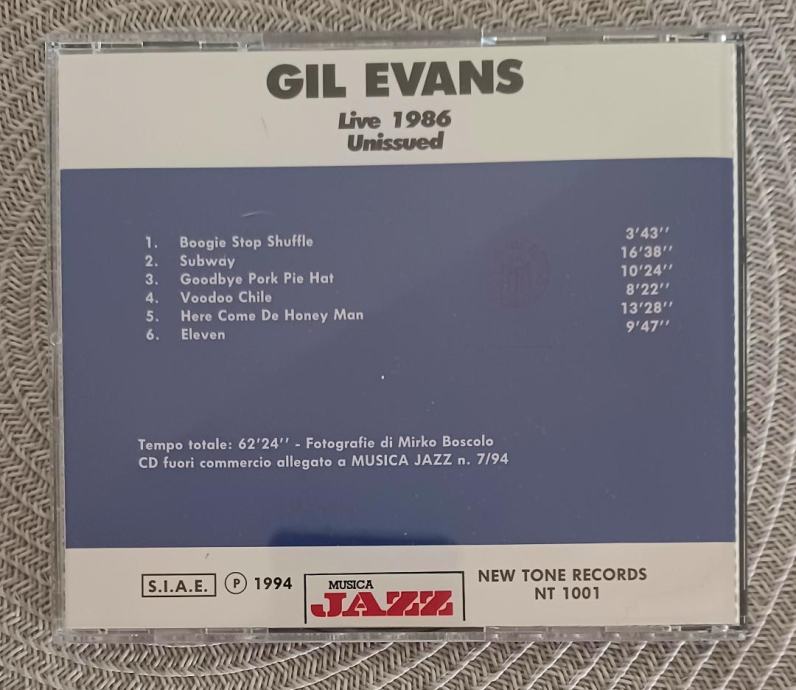 GIL EVANS
Live 1986
Unissued
1. Boogie Stop Shuffle 3'43''
2. Subway 16'38''
3. Goodbye Pork Pie Hat 10'24''
4. Voodoo Chile 8'22''
5. Here Come De Honey Man 13'28''
6. Eleven 9'47''
Tempo totale: 62'24'' - Fotografie di Mirko Boscolo
CD fuori commercio allegato a MUSICA JAZZ n. 7/94
S.I.A.E. Ⓟ 1994
MUSICA
JAZZ
NEW TONE RECORDS
NT 1001